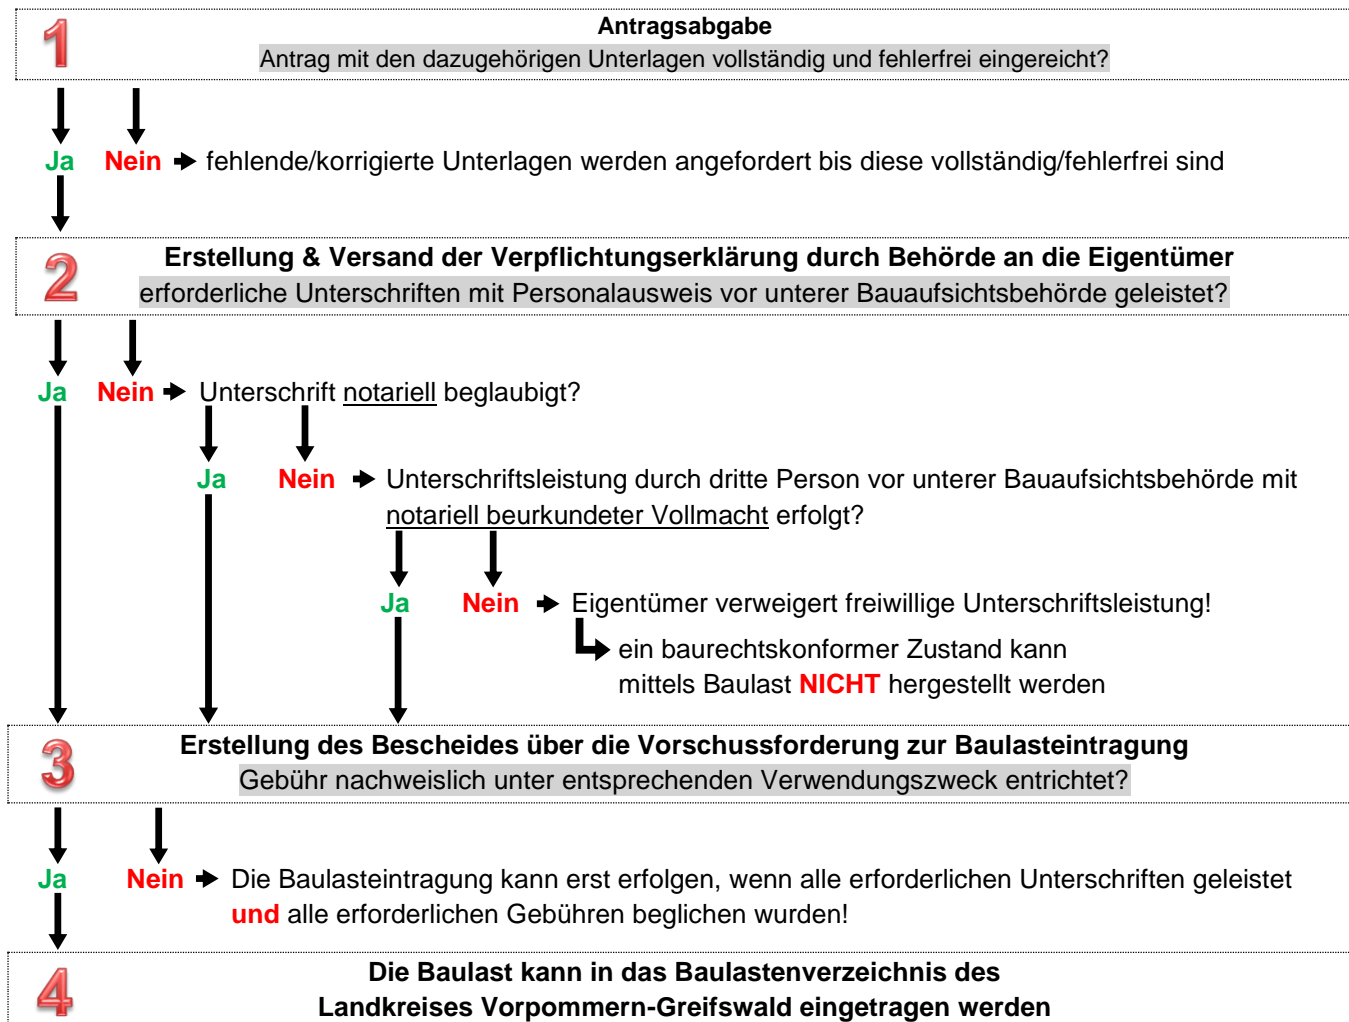 1
Antragsabgabe
Antrag mit den dazugehörigen Unterlagen vollständig und fehlerfrei eingereicht?
Ja Nein fehlende/korrigierte Unterlagen werden angefordert bis diese vollständig/fehlerfrei sind
2
Erstellung & Versand der Verpflichtungserklärung durch Behörde an die Eigentümer
erforderliche Unterschriften mit Personalausweis vor unterer Bauaufsichtsbehörde geleistet?
Ja Nein Unterschrift notariell beglaubigt?
Ja Nein Unterschriftsleistung durch dritte Person vor unterer Bauaufsichtsbehörde mit
notariell beurkundeter Vollmacht erfolgt?
Ja Nein Eigentümer verweigert freiwillige Unterschriftsleistung!
ein baurechtskonformer Zustand kann
mittels Baulast NICHT hergestellt werden
3
Erstellung des Bescheides über die Vorschussforderung zur Baulasteintragung
Gebühr nachweislich unter entsprechenden Verwendungszweck entrichtet?
Ja Nein Die Baulasteintragung kann erst erfolgen, wenn alle erforderlichen Unterschriften geleistet
und alle erforderlichen Gebühren beglichen wurden!
4
Die Baulast kann in das Baulastenverzeichnis des
Landkreises Vorpommern-Greifswald eingetragen werden